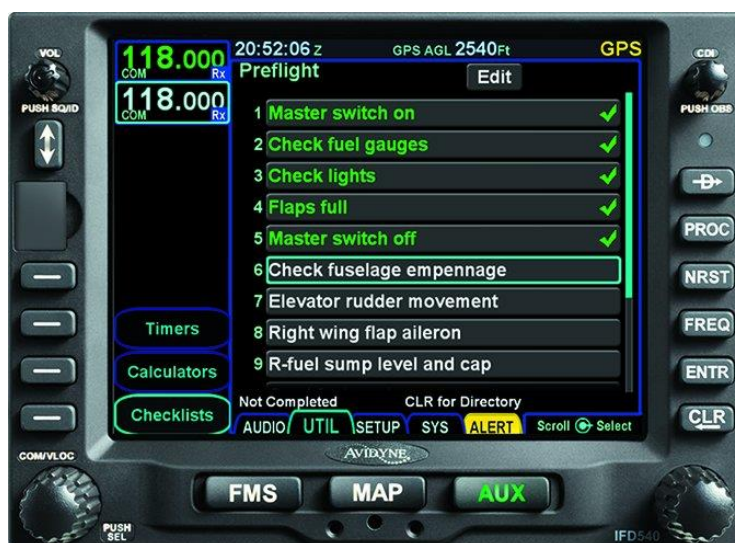 VOL
PUSH SQ/ID
118.000
COM Rx
118.000
COM Rx
20:52:06 Z GPS AGL 2540Ft GPS
Preflight Edit
1 Master switch on
2 Check fuel gauges
3 Check lights
4 Flaps full
5 Master switch off
6 Check fuselage empennage
7 Elevator rudder movement
8 Right wing flap aileron
9 R-fuel sump level and cap
Not Completed CLR for Directory
Timers
Calculators
Checklists
AUDIO UTIL SETUP SYS ALERT Scroll Select
CDI
PUSH OBS
D
PROC
NRST
FREQ
ENTR
CLR
AVIDYNE
COM/VLOC
PUSH
SEL
FMS MAP AUX
IFD540